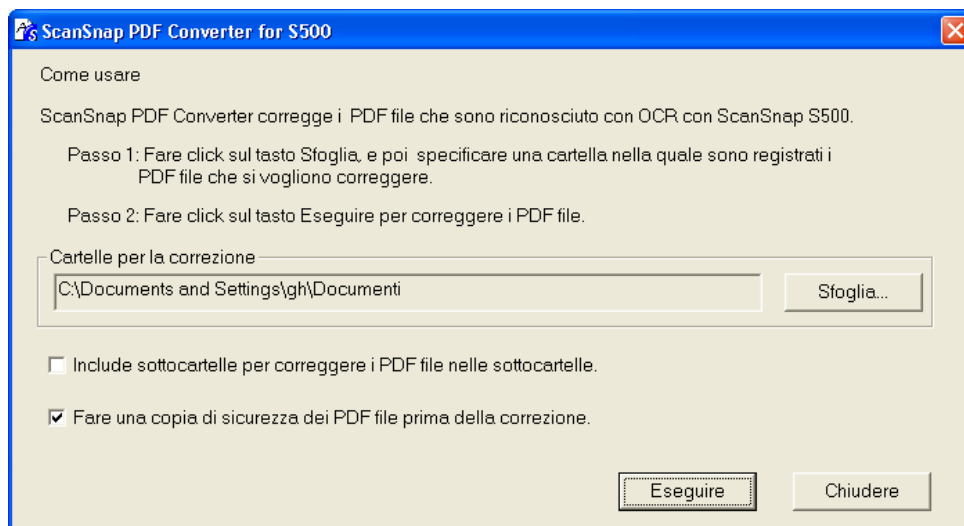 ScanSnap PDF Converter for S500
Come usare
ScanSnap PDF Converter corregge i PDF file che sono riconosciuto con OCR con ScanSnap S500.
Passo 1: Fare click sul tasto Sfoglia, e poi specificare una cartella nella quale sono registrati i
PDF file che si vogliono correggere.
Passo 2: Fare click sul tasto Eseguire per correggere i PDF file.
Cartelle per la correzione
C:\Documents and Settings\gh\Documenti
Sfoglia...
Include sottocartelle per correggere i PDF file nelle sottocartelle.
Fare una copia di sicurezza dei PDF file prima della correzione.
Eseguire
Chiudere